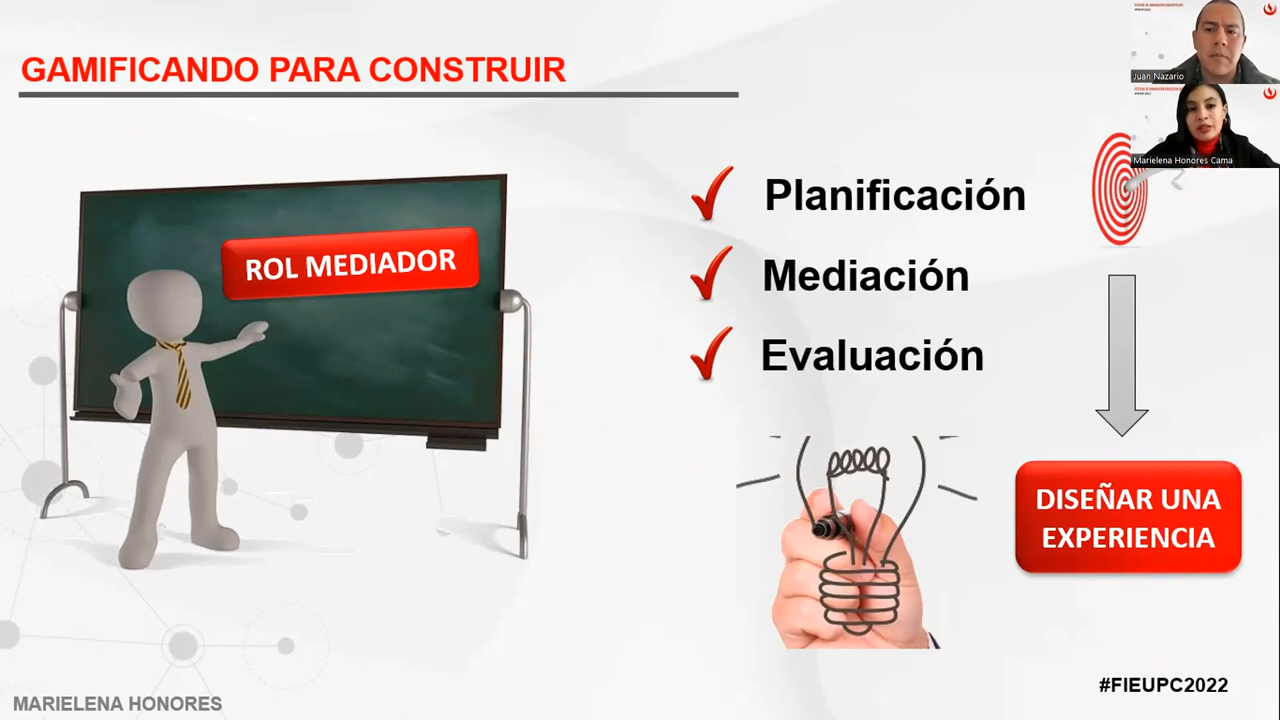 GAMIFICANDO PARA CONSTRUIR
Juan Nazario
Marielena Honores Cama
ROL MEDIADOR
Planificación
Mediación
Evaluación
DISEÑAR UNA
EXPERIENCIA
#FIEUPC2022
MARIELENA HONORES